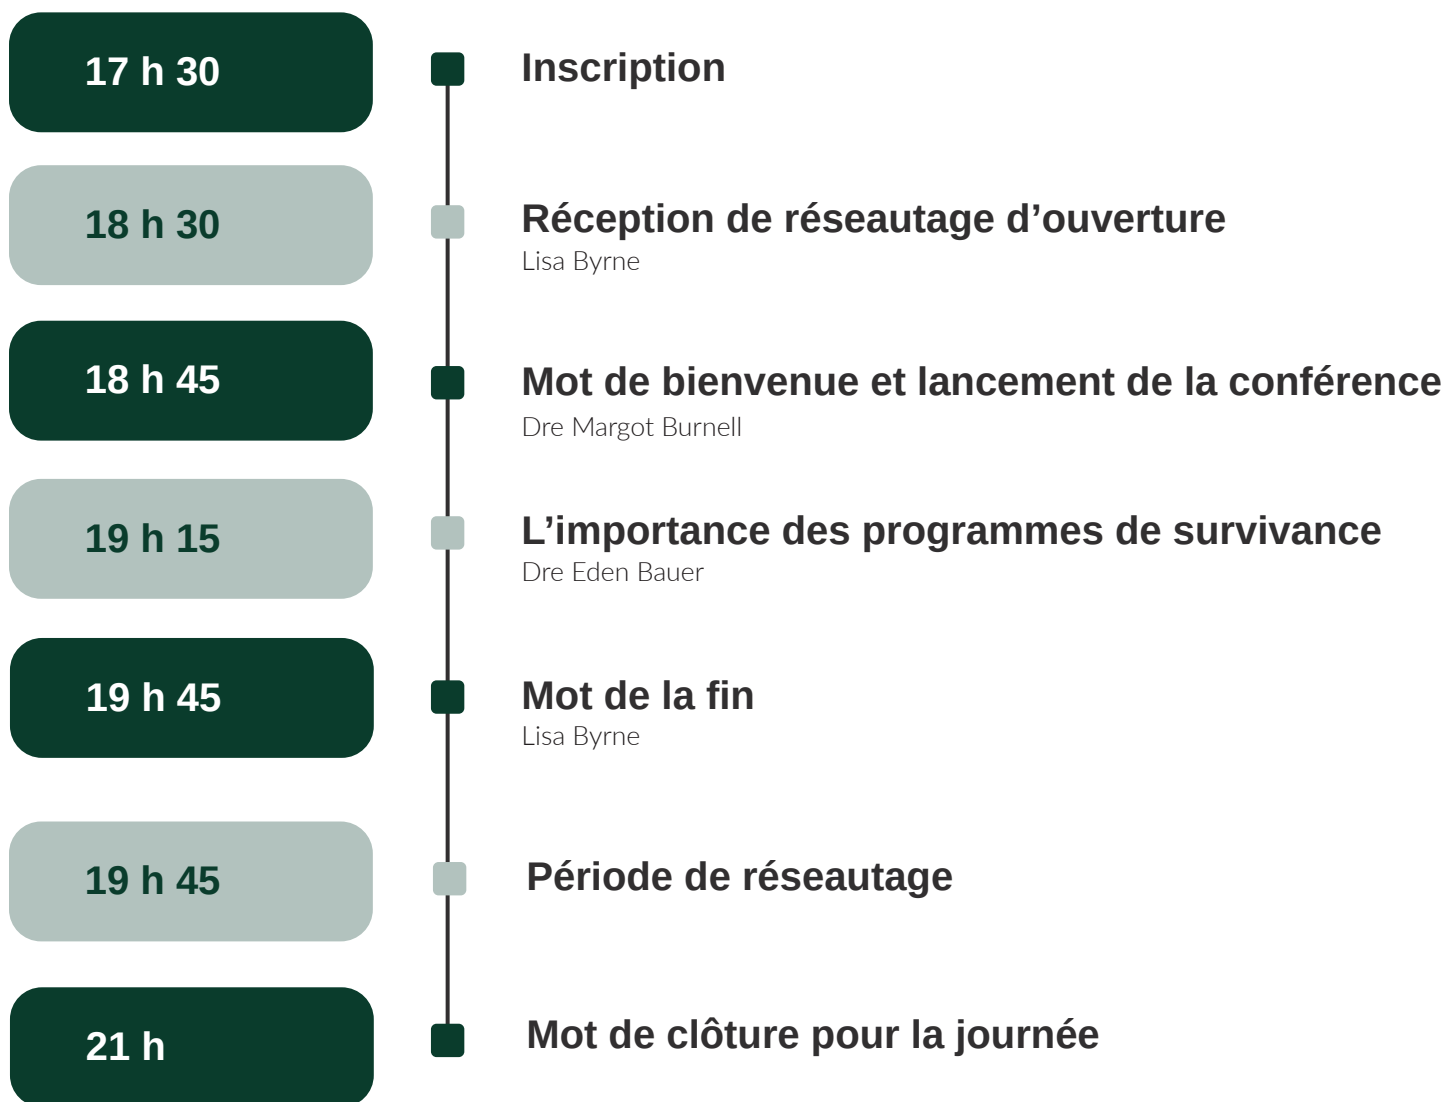 17 h 30
Inscription
18 h 30
Réception de réseautage d’ouverture
Lisa Byrne
18 h 45
Mot de bienvenue et lancement de la conférence
Dre Margot Burnell
19 h 15
L’importance des programmes de survivance
Dre Eden Bauer
19 h 45
Mot de la fin
Lisa Byrne
19 h 45
Période de réseautage
21 h
Mot de clôture pour la journée